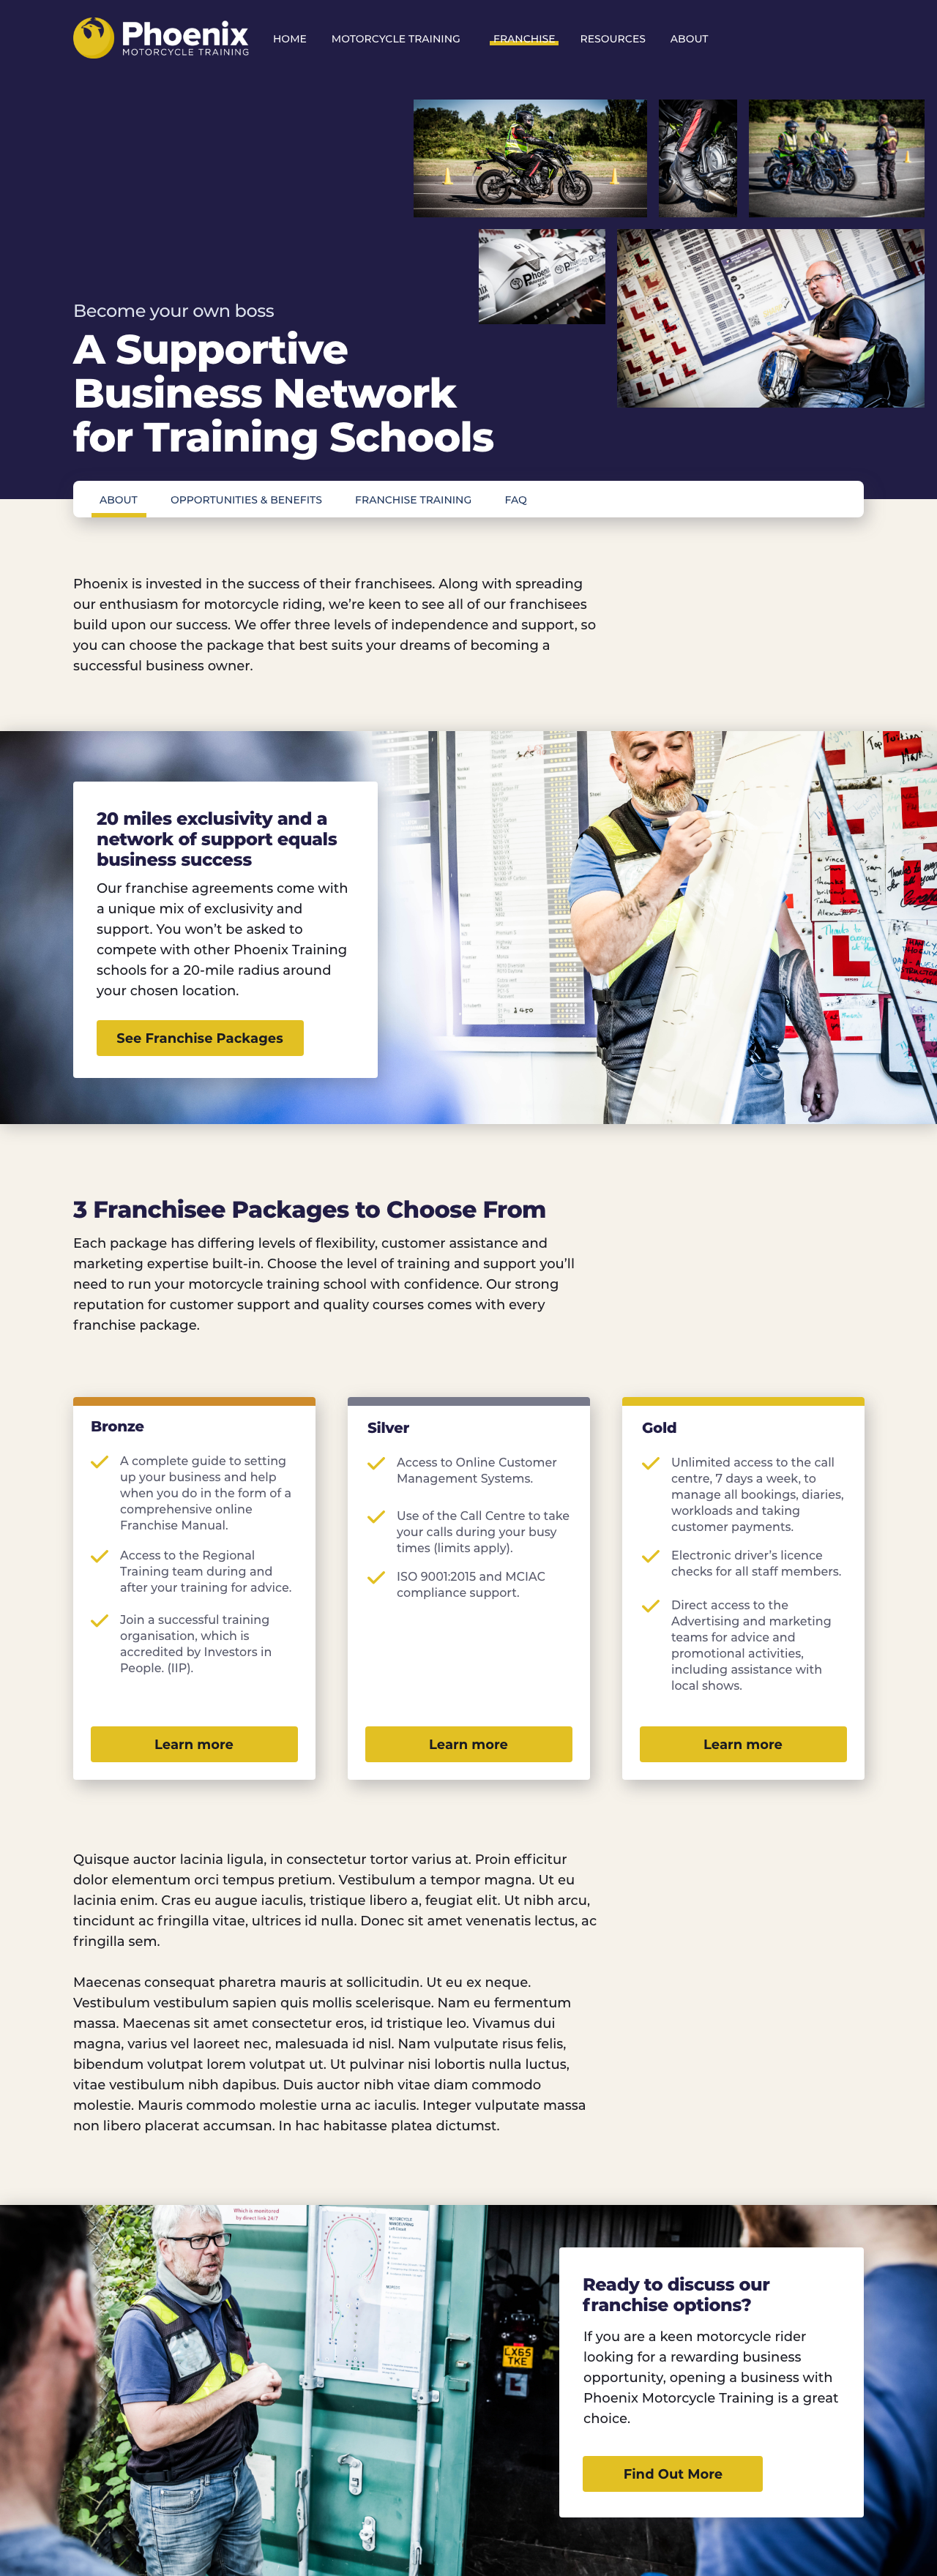 Phoenix
MOTORCYCLE TRAINING
HOME
MOTORCYCLE TRAINING
FRANCHISE
RESOURCES
ABOUT
Become your own boss
A Supportive
Business Network
for Training Schools
ABOUT
OPPORTUNITIES & BENEFITS
FRANCHISE TRAINING
FAQ
Phoenix is invested in the success of their franchisees. Along with spreading
our enthusiasm for motorcycle riding, we’re keen to see all of our franchisees
build upon our success. We offer three levels of independence and support, so
you can choose the package that best suits your dreams of becoming a
successful business owner.
20 miles exclusivity and a
network of support equals
business success
Our franchise agreements come with
a unique mix of exclusivity and
support. You won’t be asked to
compete with other Phoenix Training
schools for a 20-mile radius around
your chosen location.
See Franchise Packages
3 Franchisee Packages to Choose From
Each package has differing levels of flexibility, customer assistance and
marketing expertise built-in. Choose the level of training and support you’ll
need to run your motorcycle training school with confidence. Our strong
reputation for customer support and quality courses comes with every
franchise package.
Bronze
A complete guide to setting
up your business and help
when you do in the form of a
comprehensive online
Franchise Manual.
Access to the Regional
Training team during and
after your training for advice.
Join a successful training
organisation, which is
accredited by Investors in
People. (IIP).
Learn more
Silver
Access to Online Customer
Management Systems.
Use of the Call Centre to take
your calls during your busy
times (limits apply).
ISO 9001:2015 and MCIAC
compliance support.
Learn more
Gold
Unlimited access to the call
centre, 7 days a week, to
manage all bookings, diaries,
workloads and taking
customer payments.
Electronic driver’s licence
checks for all staff members.
Direct access to the
Advertising and marketing
teams for advice and
promotional activities,
including assistance with
local shows.
Learn more
Quisque auctor lacinia ligula, in consectetur tortor varius at. Proin efficitur
dolor elementum orci tempus pretium. Vestibulum a tempor magna. Ut eu
lacinia enim. Cras eu augue iaculis, tristique libero a, feugiat elit. Ut nibh arcu,
tincidunt ac fringilla vitae, ultrices id nulla. Donec sit amet venenatis lectus, ac
fringilla sem.
Maecenas consequat pharetra mauris at sollicitudin. Ut eu ex neque.
Vestibulum vestibulum sapien quis mollis scelerisque. Nam eu fermentum
massa. Maecenas sit amet consectetur eros, id tristique leo. Vivamus dui
magna, varius vel laoreet nec, malesuada id nisl. Nam vulputate risus felis,
bibendum volutpat lorem volutpat ut. Ut pulvinar nisi lobortis nulla luctus,
vitae vestibulum nibh dapibus. Duis auctor nibh vitae diam commodo
molestie. Mauris commodo molestie urna ac iaculis. Integer vulputate massa
non libero placerat accumsan. In hac habitasse platea dictumst.
Which is monitored
by direct link 24/7
LX65
TKE
Ready to discuss our
franchise options?
If you are a keen motorcycle rider
looking for a rewarding business
opportunity, opening a business with
Phoenix Motorcycle Training is a great
choice.
Find Out More